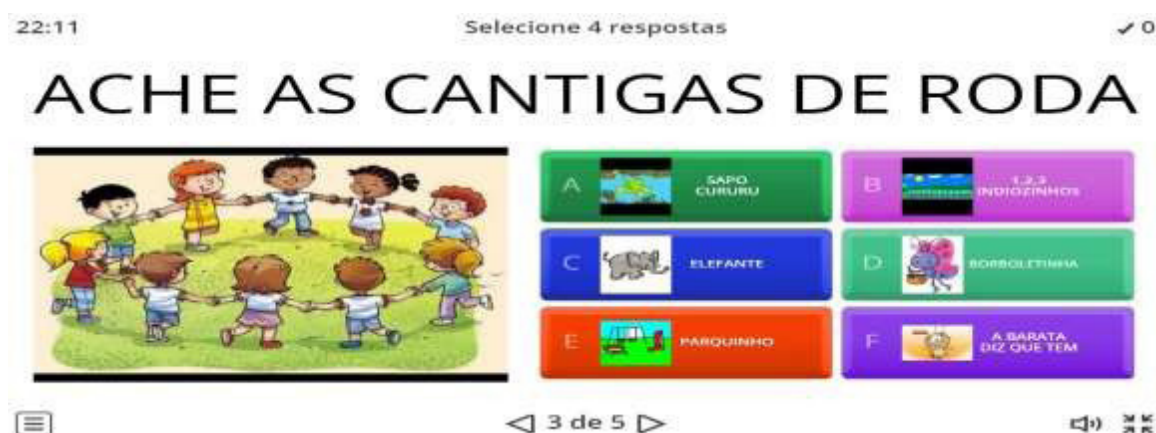 22:11
Selecione 4 respostas
✓ 0
ACHE AS CANTIGAS DE RODA
A
SAPO
CURURU
B
1,2,3
INDIOZINHOS
C
ELEFANTE
D
BORBOLETINHA
E
PARQUINHO
F
A BARATA
DIZ QUE TEM
3 de 5